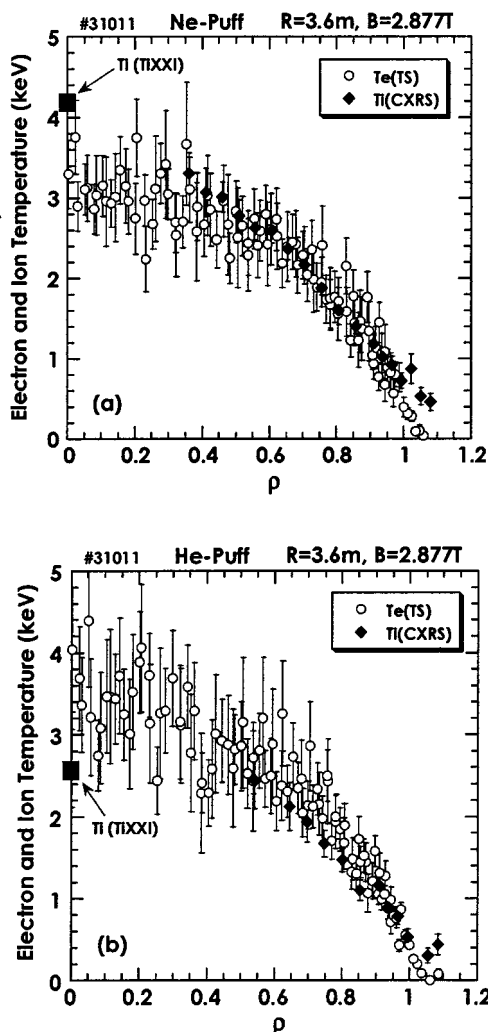 #31011 Ne-Puff R=3.6m, B=2.877T
5
4
3
2
1
0
Electron and Ion Temperature (keV)
Ti (TiXXI)
Te(TS)
Ti(CXRS)
(a)
0 0.2 0.4 0.6 0.8 1 1.2
ρ
#31011 He-Puff R=3.6m, B=2.877T
5
4
3
2
1
0
Electron and Ion Temperature (keV)
Te(TS)
Ti(CXRS)
Ti (TiXXI)
(b)
0 0.2 0.4 0.6 0.8 1 1.2
ρ